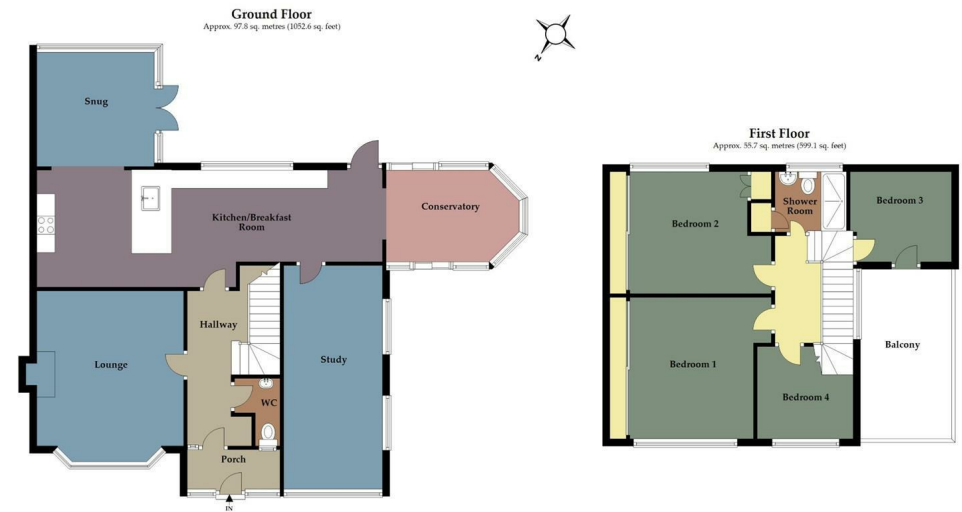 Ground Floor
Approx. 97.8 sq. metres (1052.6 sq. feet)
N
Snug
Kitchen/Breakfast
Room
Conservatory
Hallway
Lounge
Study
WC
Porch
IN
First Floor
Approx. 55.7 sq. metres (599.1 sq. feet)
Shower
Room
Bedroom 3
Bedroom 2
Balcony
Bedroom 1
Bedroom 4